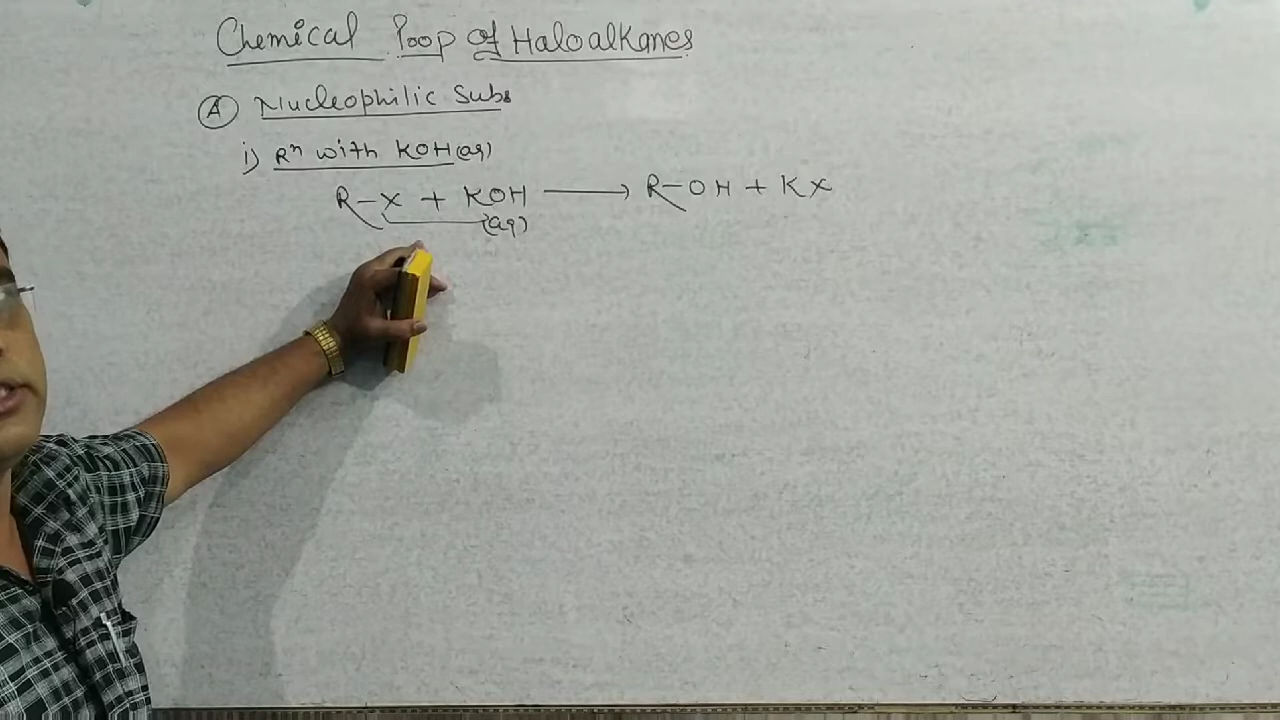 Chemical Prop of Haloalkanes
(A) Nucleophilic Subs
i) Rⁿ with KOH(aq)
R-X + KOH ⟶ R-OH + KX
(aq)